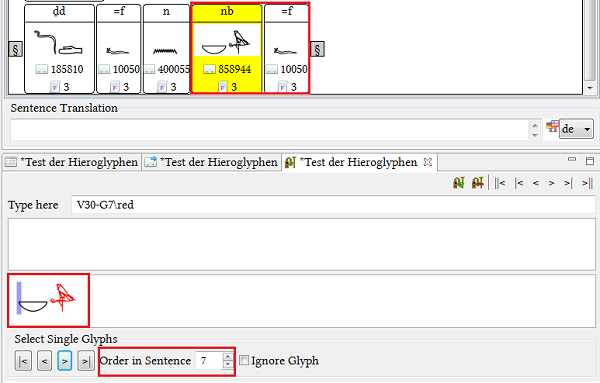 ḏd =f n nb =f
§ §
185810 10050 400055 858944 10050
F 3 F 3 F 3 F 3 F 3
Sentence Translation
de
*Test der Hieroglyphen *Test der Hieroglyphen *Test der Hieroglyphen
||< |< < > >| >||
Type here V30-G7\red
Select Single Glyphs
|< < > >| Order in Sentence 7 Ignore Glyph